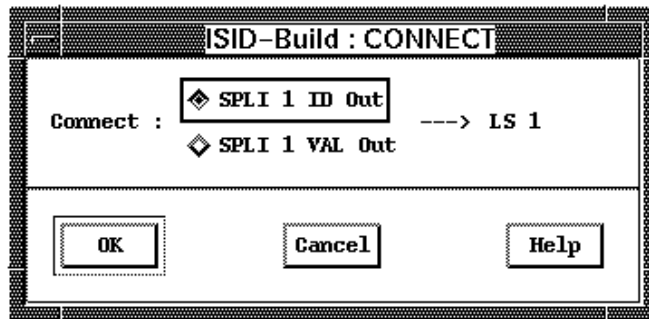 ISID-Build : CONNECT
SPLI 1 ID Out
Connect : ---> LS 1
SPLI 1 VAL Out
OK Cancel Help